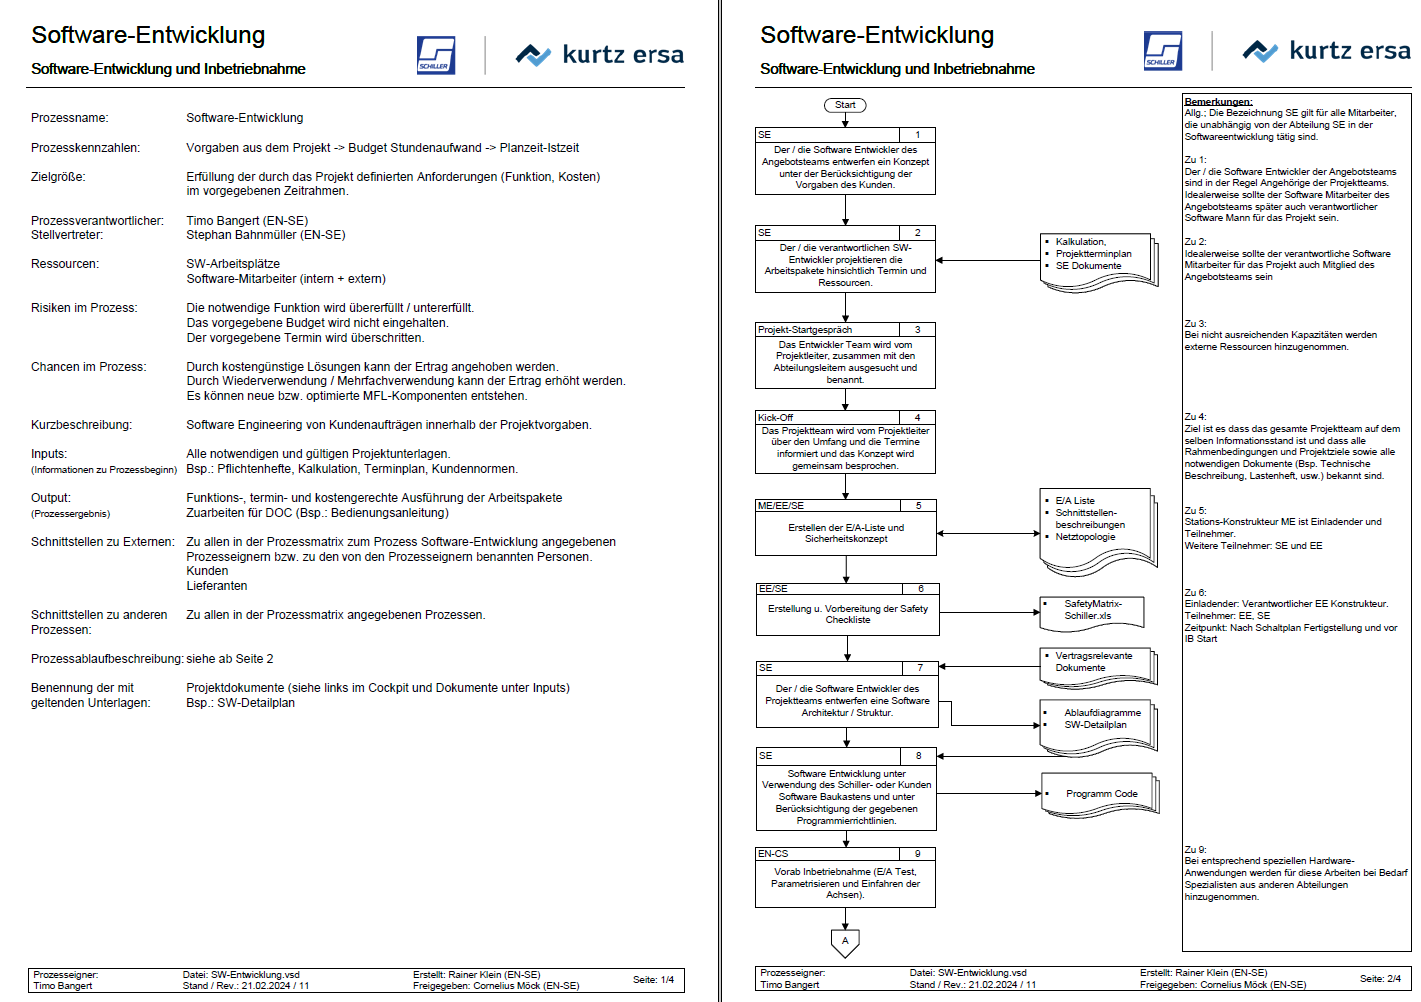 Software-Entwicklung
Software-Entwicklung und Inbetriebnahme
SCHILLER
kurtz ersa
Prozessname: Software-Entwicklung
Prozesskennzahlen: Vorgaben aus dem Projekt -> Budget Stundenaufwand -> Planzeit-Istzeit
Zielgröße: Erfüllung der durch das Projekt definierten Anforderungen (Funktion, Kosten)
im vorgegebenen Zeitrahmen.
Prozessverantwortlicher: Timo Bangert (EN-SE)
Stellvertreter: Stephan Bahnmüller (EN-SE)
Ressourcen: SW-Arbeitsplätze
Software-Mitarbeiter (intern + extern)
Risiken im Prozess: Die notwendige Funktion wird übererfüllt / untererfüllt.
Das vorgegebene Budget wird nicht eingehalten.
Der vorgegebene Termin wird überschritten.
Chancen im Prozess: Durch kostengünstige Lösungen kann der Ertrag angehoben werden.
Durch Wiederverwendung / Mehrfachverwendung kann der Ertrag erhöht werden.
Es können neue bzw. optimierte MFL-Komponenten entstehen.
Kurzbeschreibung: Software Engineering von Kundenaufträgen innerhalb der Projektvorgaben.
Inputs: Alle notwendigen und gültigen Projektunterlagen.
(Informationen zu Prozessbeginn) Bsp.: Pflichtenhefte, Kalkulation, Terminplan, Kundennormen.
Output: Funktions-, termin- und kostengerechte Ausführung der Arbeitspakete
(Prozessergebnis) Zuarbeiten für DOC (Bsp.: Bedienungsanleitung)
Schnittstellen zu Externen: Zu allen in der Prozessmatrix zum Prozess Software-Entwicklung angegebenen
Prozesseignern bzw. zu den von den Prozesseignern benannten Personen.
Kunden
Lieferanten
Schnittstellen zu anderen Zu allen in der Prozessmatrix angegebenen Prozessen.
Prozessen:
Prozessablaufbeschreibung: siehe ab Seite 2
Benennung der mit Projektdokumente (siehe links im Cockpit und Dokumente unter Inputs)
geltenden Unterlagen: Bsp.: SW-Detailplan
Prozesseigner: Datei: SW-Entwicklung.vsd Erstellt: Rainer Klein (EN-SE) Seite: 1/4
Timo Bangert Stand / Rev.: 21.02.2024 / 11 Freigegeben: Cornelius Möck (EN-SE)
Software-Entwicklung
Software-Entwicklung und Inbetriebnahme
SCHILLER
kurtz ersa
Start
SE 1
Der / die Software Entwickler des
Angebotsteams entwerfen ein Konzept
unter der Berücksichtigung der
Vorgaben des Kunden.
SE 2
Der / die verantwortlichen SW-
Entwickler projektieren die
Arbeitspakete hinsichtlich Termin und
Ressourcen.
Kalkulation,
Projektterminplan
SE Dokumente
Projekt-Startgespräch 3
Das Entwickler Team wird vom
Projektleiter, zusammen mit den
Abteilungsleitern ausgesucht und
benannt.
Kick-Off 4
Das Projektteam wird vom Projektleiter
über den Umfang und die Termine
informiert und das Konzept wird
gemeinsam besprochen.
ME/EE/SE 5
Erstellen der E/A-Liste und
Sicherheitskonzept
E/A Liste
Schnittstellen-
beschreibungen
Netztopologie
EE/SE 6
Erstellung u. Vorbereitung der Safety
Checkliste
SafetyMatrix-
Schiller.xls
SE 7
Der / die Software Entwickler des
Projektteams entwerfen eine Software
Architektur / Struktur.
Vertragsrelevante
Dokumente
Ablaufdiagramme
SW-Detailplan
SE 8
Software Entwicklung unter
Verwendung des Schiller- oder Kunden
Software Baukastens und unter
Berücksichtigung der gegebenen
Programmierrichtlinien.
Programm Code
EN-CS 9
Vorab Inbetriebnahme (E/A Test,
Parametrisieren und Einfahren der
Achsen).
A
Bemerkungen:
Allg.; Die Bezeichnung SE gilt für alle Mitarbeiter,
die unabhängig von der Abteilung SE in der
Softwareentwicklung tätig sind.
Zu 1:
Der / die Software Entwickler der Angebotsteams
sind in der Regel Angehörige der Projektteams.
Idealerweise sollte der Software Mitarbeiter des
Angebotsteams später auch verantwortlicher
Software Mann für das Projekt sein.
Zu 2:
Idealerweise sollte der verantwortliche Software
Mitarbeiter für das Projekt auch Mitglied des
Angebotsteams sein
Zu 3:
Bei nicht ausreichenden Kapazitäten werden
externe Ressourcen hinzugenommen.
Zu 4:
Ziel ist es dass das gesamte Projektteam auf dem
selben Informationsstand ist und dass alle
Rahmenbedingungen und Projektziele sowie alle
notwendigen Dokumente (Bsp. Technische
Beschreibung, Lastenheft, usw.) bekannt sind.
Zu 5:
Stations-Konstrukteur ME ist Einladender und
Teilnehmer.
Weitere Teilnehmer: SE und EE
Zu 6:
Einladender: Verantwortlicher EE Konstrukteur.
Teilnehmer: EE, SE
Zeitpunkt: Nach Schaltplan Fertigstellung und vor
IB Start
Zu 9:
Bei entsprechend speziellen Hardware-
Anwendungen werden für diese Arbeiten bei Bedarf
Spezialisten aus anderen Abteilungen
hinzugenommen.
Prozesseigner: Datei: SW-Entwicklung.vsd Erstellt: Rainer Klein (EN-SE) Seite: 2/4
Timo Bangert Stand / Rev.: 21.02.2024 / 11 Freigegeben: Cornelius Möck (EN-SE)